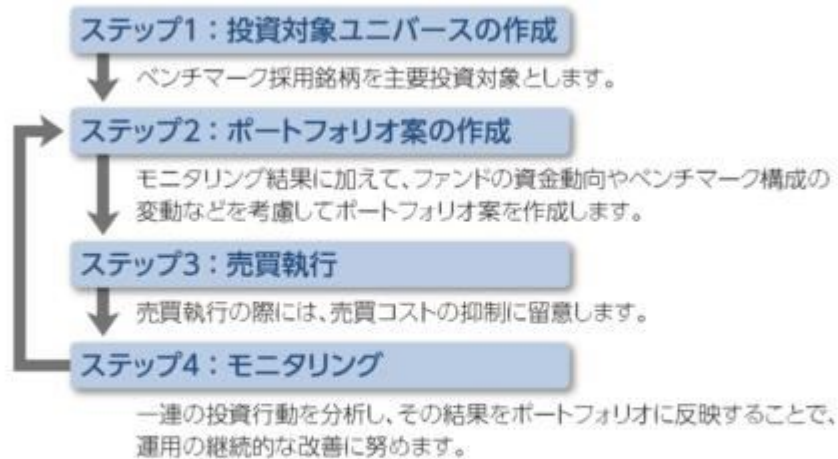 ステップ1：投資対象ユニバースの作成
ベンチマーク採用銘柄を主要投資対象とします。
ステップ2：ポートフォリオ案の作成
モニタリング結果に加えて、ファンドの資金動向やベンチマーク構成の
変動などを考慮してポートフォリオ案を作成します。
ステップ3：売買執行
売買執行の際には、売買コストの抑制に留意します。
ステップ4：モニタリング
一連の投資行動を分析し、その結果をポートフォリオに反映することで、
運用の継続的な改善に努めます。